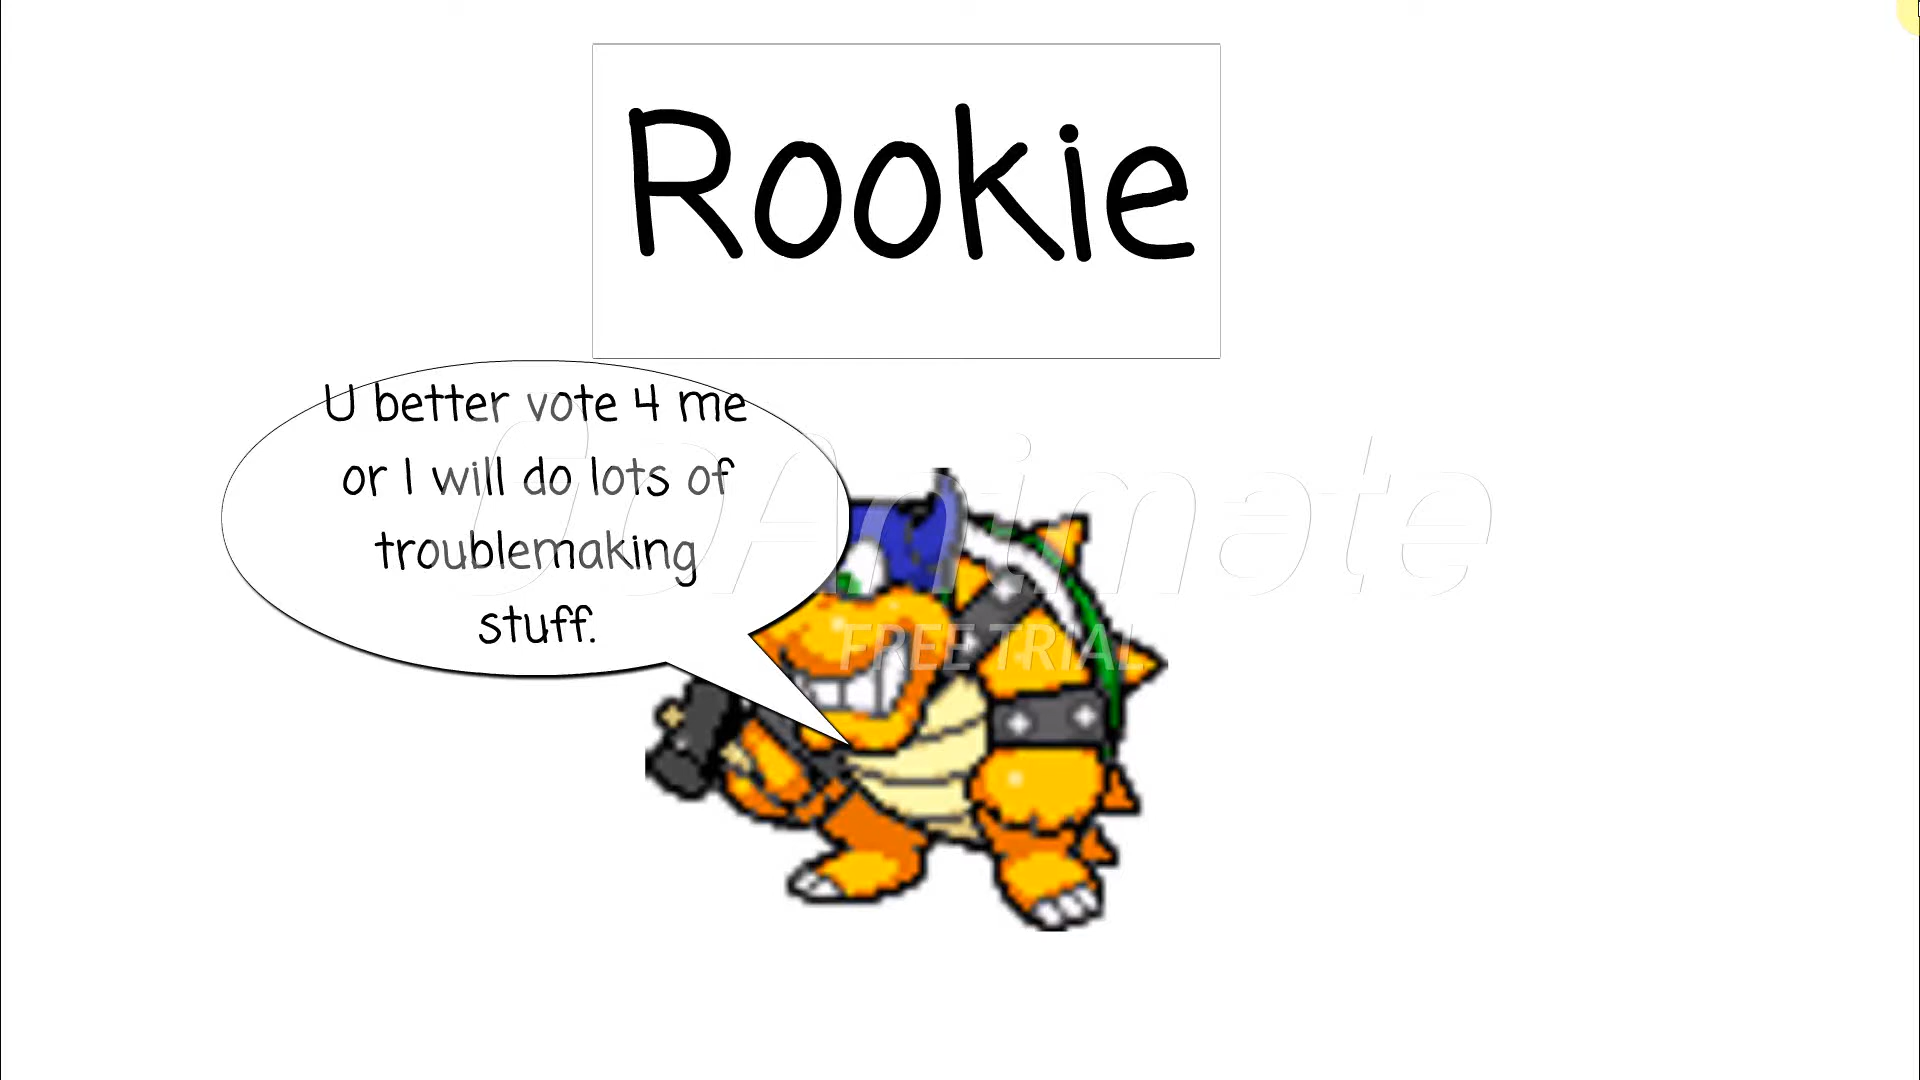 Rookie
U better vote 4 me
or I will do lots of
troublemaking
stuff.
GoAnimate
FREE TRIAL